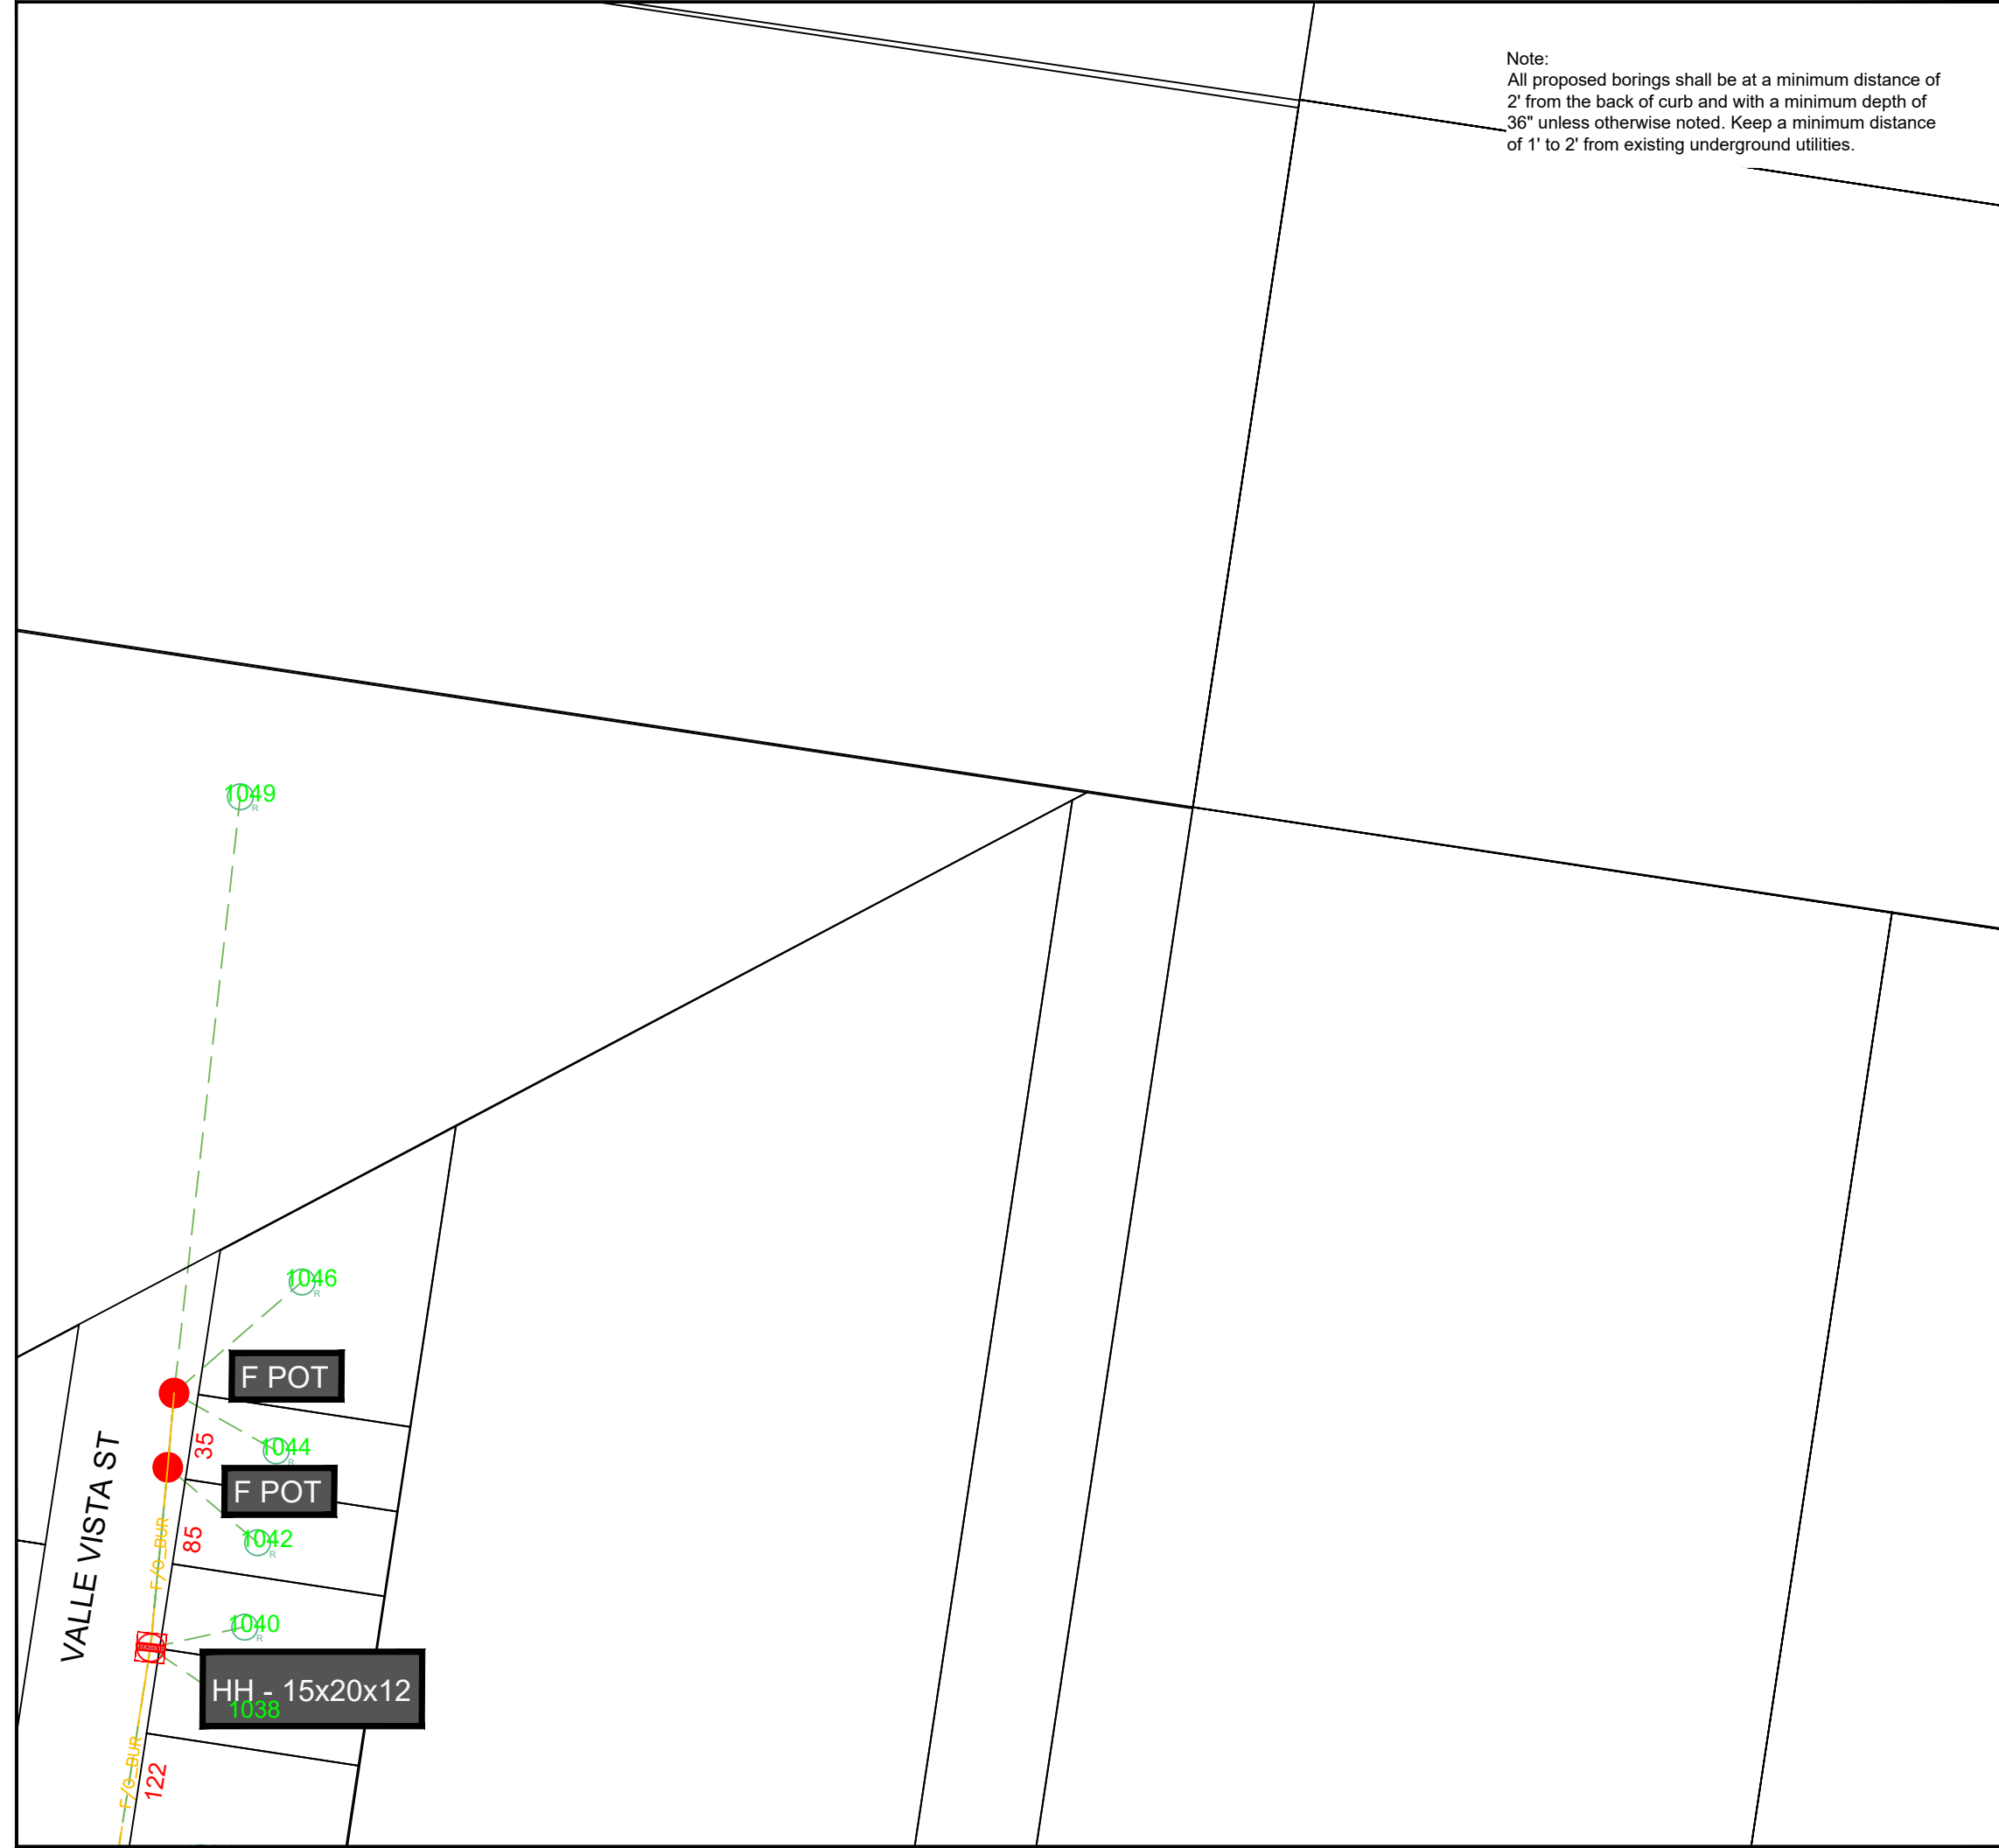 Note:
All proposed borings shall be at a minimum distance of
2' from the back of curb and with a minimum depth of
36" unless otherwise noted. Keep a minimum distance
of 1' to 2' from existing underground utilities.
1049
R
1046
R
F POT
35
1044
R
F POT
VALLE VISTA ST
F/O_BUR
85
1042
R
1040
R
HH - 15x20x12
1038
F/O_BUR
122